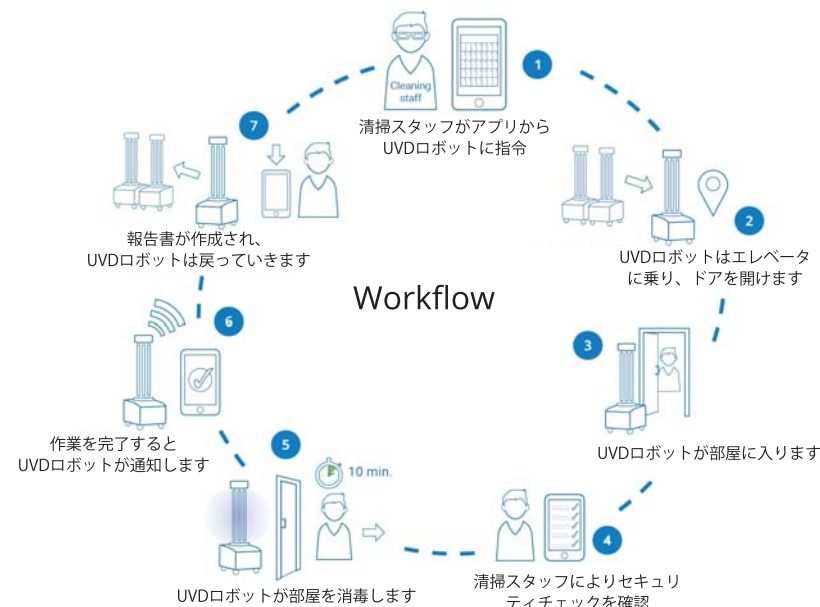 Workflow
1
Cleaning
staff
清掃スタッフがアプリから
UVDロボットに指令
2
UVDロボットはエレベータ
に乗り、ドアを開けます
3
UVDロボットが部屋に入ります
4
清掃スタッフによりセキュリ
ティチェックを確認
5
10 min.
UVDロボットが部屋を消毒します
6
作業を完了すると
UVDロボットが通知します
7
報告書が作成され、
UVDロボットは戻っていきます